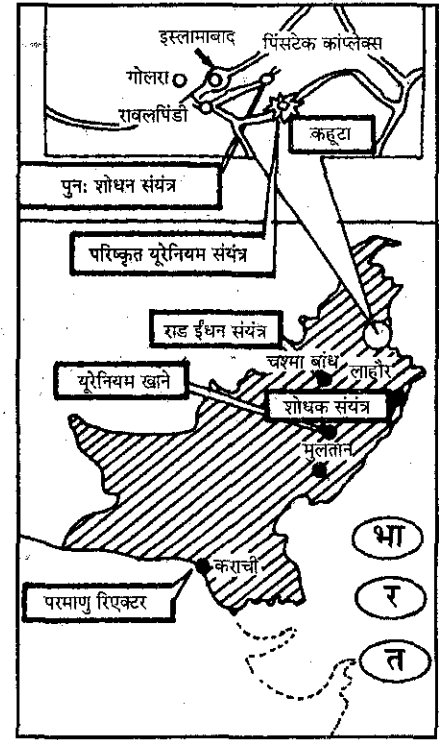 इस्लामाबाद
पिंसटेक कांप्लेक्स
गोलरा
रावलपिंडी
कहूटा
पुन: शोधन संयंत्र
परिष्कृत यूरेनियम संयंत्र
राड ईंधन संयंत्र
चश्मा बांध
लाहौर
यूरेनियम खाने
शोधक संयंत्र
मुलतान
भा
कराची
परमाणु रिएक्टर
र
त